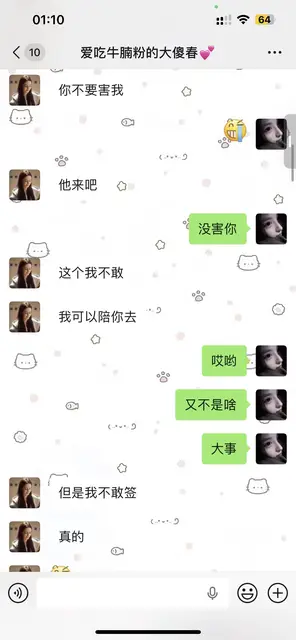 01:10
64
10
爱吃牛腩粉的大傻春💕
你不要害我
他来吧
没害你
这个我不敢
我可以陪你去
哎哟
又不是啥
大事
但是我不敢签
真的